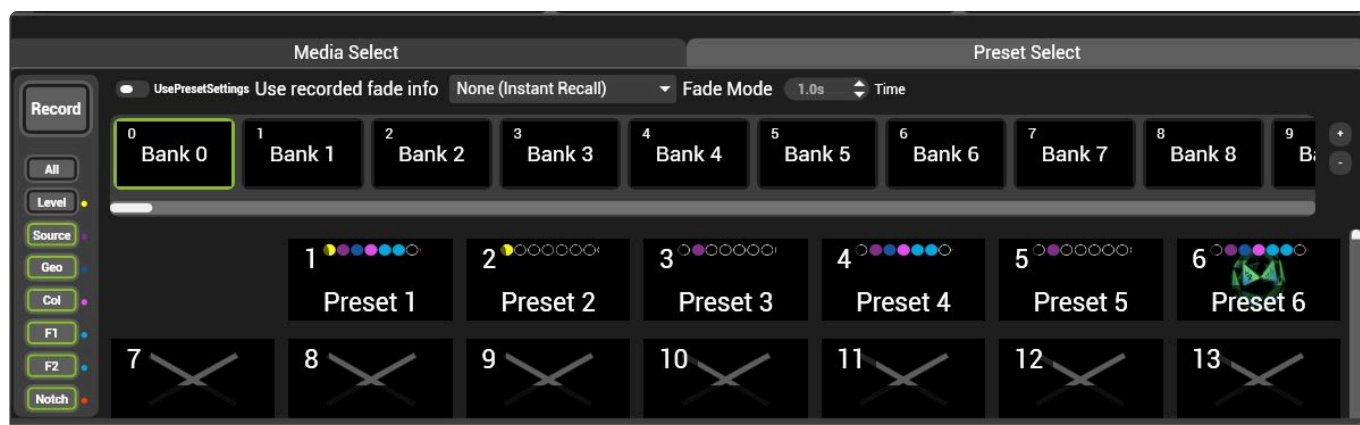 Media Select
Preset Select
Record
UsePresetSettings Use recorded fade info None (Instant Recall) Fade Mode 1.0s Time
0 1 2 3 4 5 6 7 8 9
Bank 0 Bank 1 Bank 2 Bank 3 Bank 4 Bank 5 Bank 6 Bank 7 Bank 8
+
-
All
Level
Source
Geo
Col
F1
F2
Notch
1 2 3 4 5 6
Preset 1 Preset 2 Preset 3 Preset 4 Preset 5 Preset 6
7 8 9 10 11 12 13